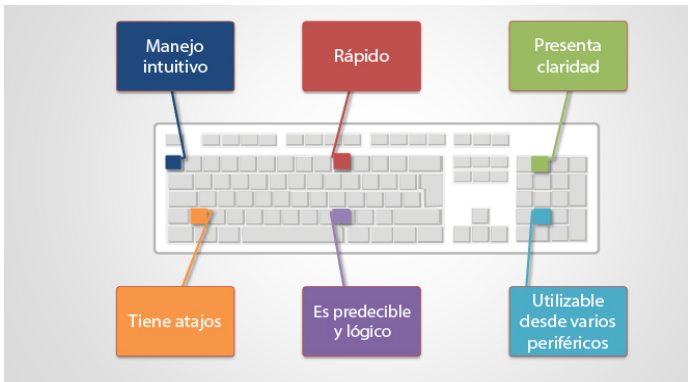 Manejo
intuitivo
Rápido
Presenta
claridad
Tiene atajos
Es predecible
y lógico
Utilizable
desde varios
periféricos